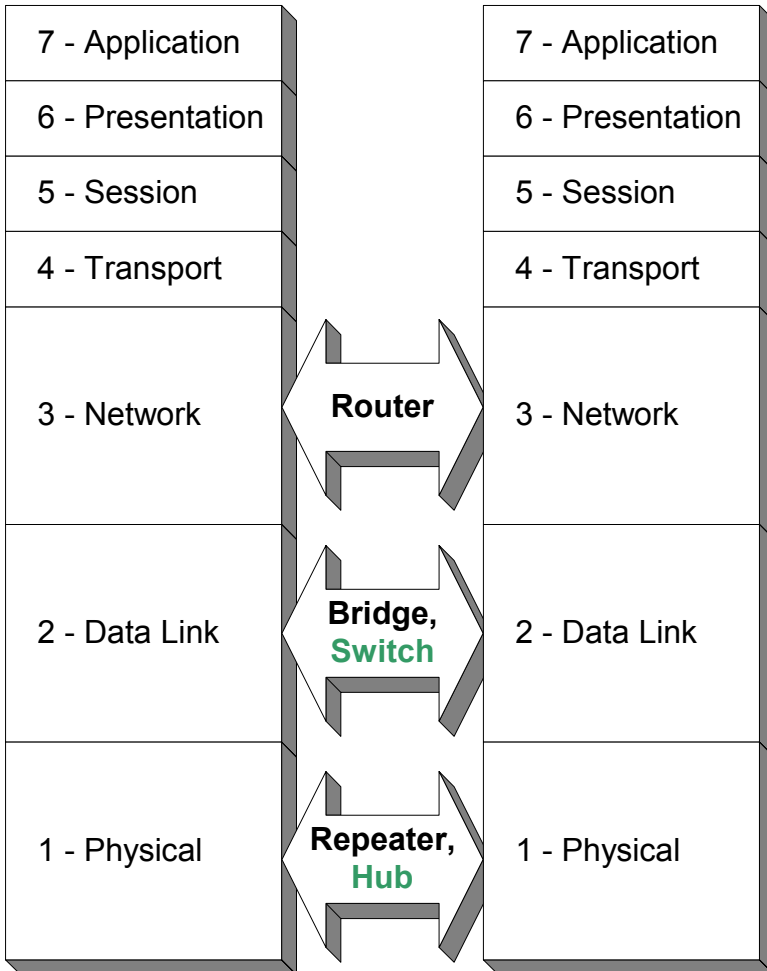 7 - Application
6 - Presentation
5 - Session
4 - Transport
3 - Network
2 - Data Link
1 - Physical
Router
Bridge,
Switch
Repeater,
Hub
7 - Application
6 - Presentation
5 - Session
4 - Transport
3 - Network
2 - Data Link
1 - Physical